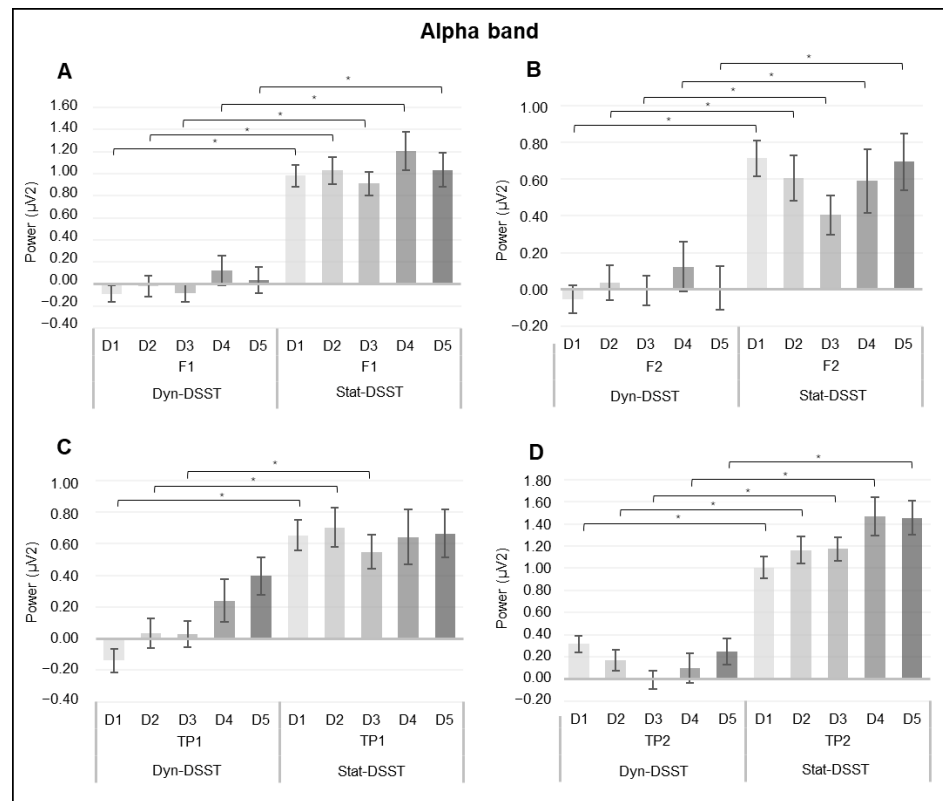 Alpha band
A
* * * * *
Power (µV2)
1.60
1.40
1.20
1.00
0.80
0.60
0.40
0.20
0.00
−0.20
−0.40
D1 D2 D3 D4 D5 D1 D2 D3 D4 D5
F1 F1
Dyn-DSST Stat-DSST
B
* * * * *
Power (µV2)
1.00
0.80
0.60
0.40
0.20
0.00
−0.20
D1 D2 D3 D4 D5 D1 D2 D3 D4 D5
F2 F2
Dyn-DSST Stat-DSST
C
* * *
Power (µV2)
1.00
0.80
0.60
0.40
0.20
0.00
−0.20
−0.40
D1 D2 D3 D4 D5 D1 D2 D3 D4 D5
TP1 TP1
Dyn-DSST Stat-DSST
D
* * * * *
Power (µV2)
1.80
1.60
1.40
1.20
1.00
0.80
0.60
0.40
0.20
0.00
−0.20
D1 D2 D3 D4 D5 D1 D2 D3 D4 D5
TP2 TP2
Dyn-DSST Stat-DSST